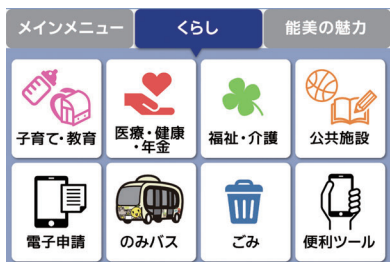 メインメニュー
くらし
能美の魅力
子育て・教育
医療・健康
・年金
福祉・介護
公共施設
電子申請
のみバス
ごみ
便利ツール